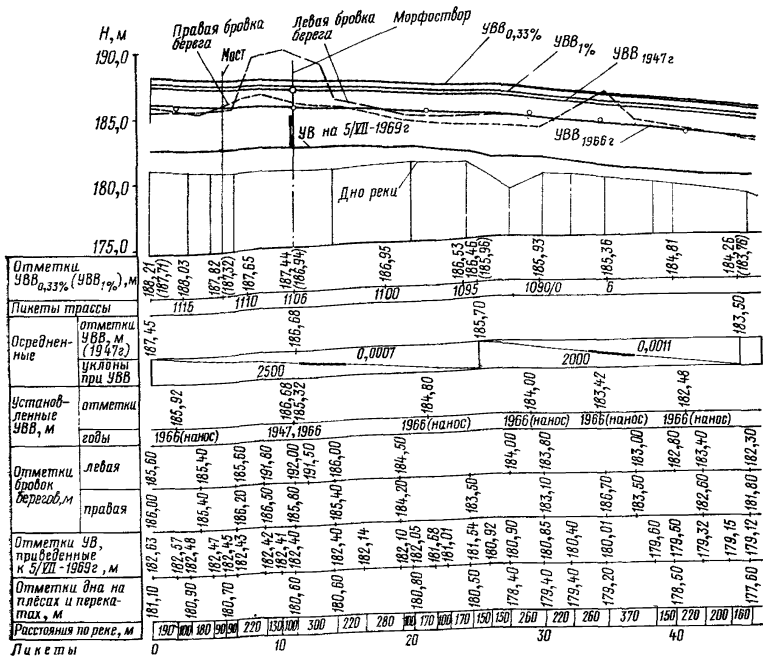 H, м
190,0
185,0
180,0
175,0
Правая бровка берега
Мост
Левая бровка берега
Морфоствор
УВВ0,33%
УВВ1%
УВВ1947г
УВВ1966г
УВ на 5/VII-1969г
Дно реки
Отметки УВВ0,33% (УВВ1%), м
188,21 (187,71) 188,03 187,82 (187,32) 187,65 187,44 (186,94) 186,95 186,53 186,46 (185,96) 185,93 185,36 184,81 184,26 (183,76)
Пикеты трассы
1115 1110 1106 1100 1095 1090/0 6
Осредненные
отметки УВВ, м (1947г)
187,45 186,68 185,70 183,50
уклоны при УВВ
2500 0,0007 2000 0,0011
Установленные УВВ, м
отметки
185,92 186,68 185,32 184,80 184,00 183,42 182,48
годы
1966(нанос) 1947,1966 1966(нанос) 1966(нанос) 1966(нанос) 1966(нанос)
Отметки бровок берегов, м
левая
185,60 185,40 185,60 191,80 192,00 191,50 186,00 184,50 184,00 183,80 183,00 182,80 183,40 182,30
правая
186,00 185,40 186,20 186,50 185,80 185,40 184,20 183,50 183,10 186,70 183,50 182,60 181,80
Отметки УВ, приведенные к 5/VII-1969г, м
182,63 182,57 182,48 182,47 182,45 182,43 182,42 182,41 182,40 182,40 182,14 182,10 182,05 181,68 181,01 181,54 180,92 180,90 180,85 180,40 180,01 179,60 179,50 179,32 179,15 179,12
Отметки дна на плёсах и перекатах, м
181,10 180,90 180,70 180,60 180,60 180,80 180,50 178,40 179,40 179,40 179,20 178,50 177,60
Расстояния по реке, м
190 100 180 90 90 220 130 100 300 220 280 100 170 100 170 150 150 260 220 260 370 150 220 200 160
Пикеты
0 10 20 30 40